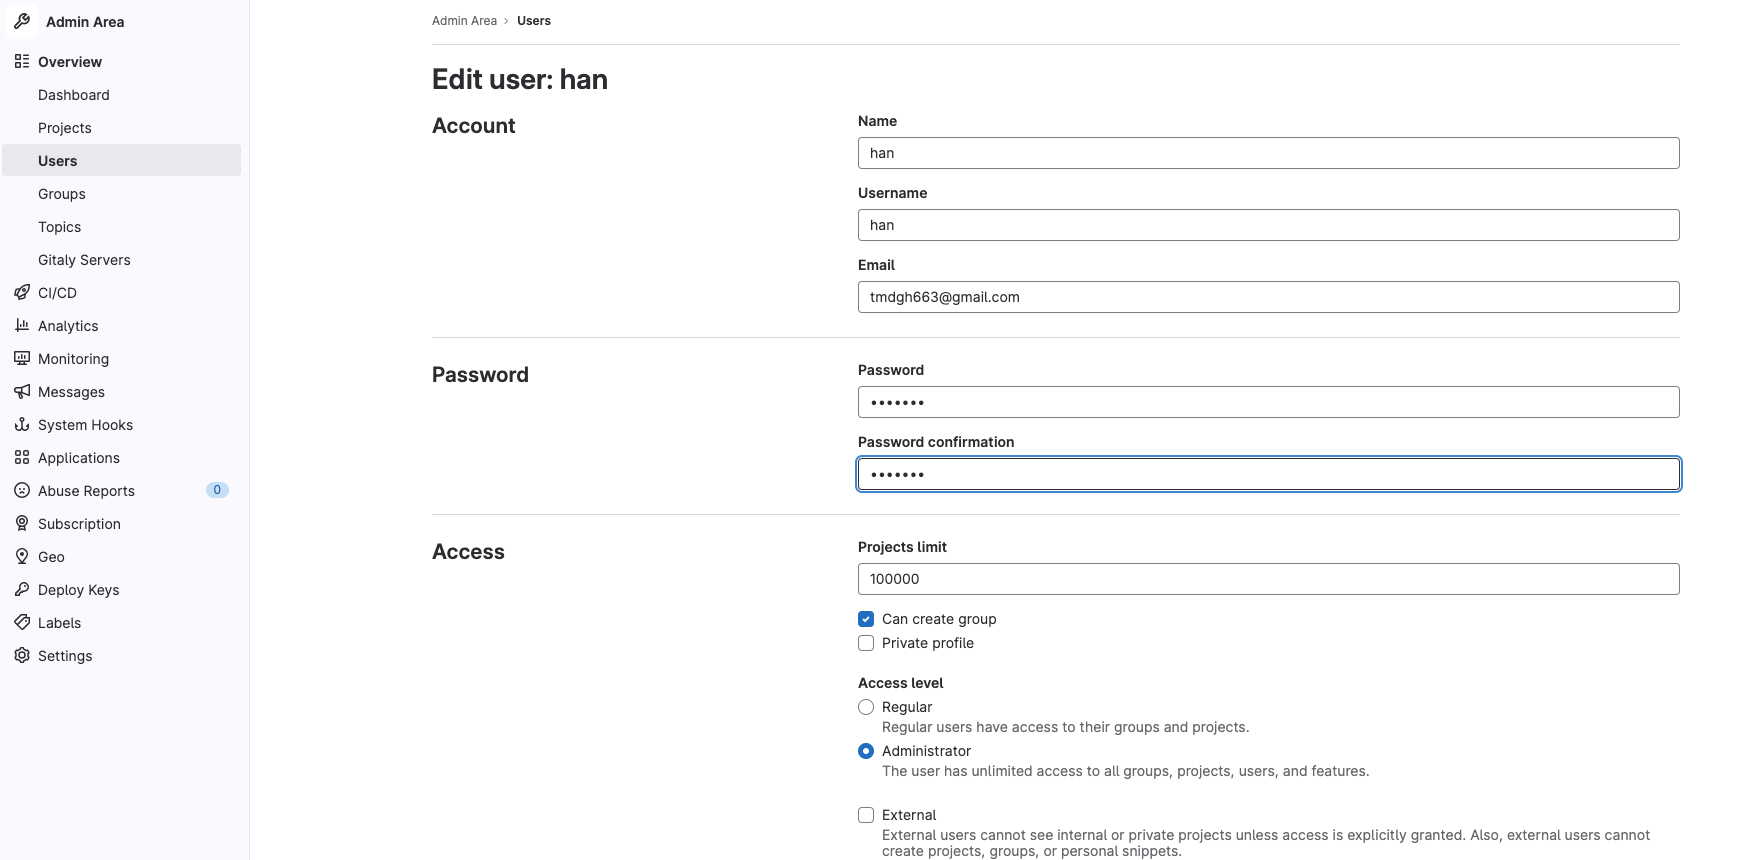 Admin Area
Overview
Dashboard
Projects
Users
Groups
Topics
Gitaly Servers
CI/CD
Analytics
Monitoring
Messages
System Hooks
Applications
Abuse Reports 0
Subscription
Geo
Deploy Keys
Labels
Settings
Admin Area › Users
Edit user: han
Account
Name
han
Username
han
Email
tmdgh663@gmail.com
Password
Password
•••••••
Password confirmation
•••••••
Access
Projects limit
100000
Can create group
Private profile
Access level
Regular
Regular users have access to their groups and projects.
Administrator
The user has unlimited access to all groups, projects, users, and features.
External
External users cannot see internal or private projects unless access is explicitly granted. Also, external users cannot
create projects, groups, or personal snippets.